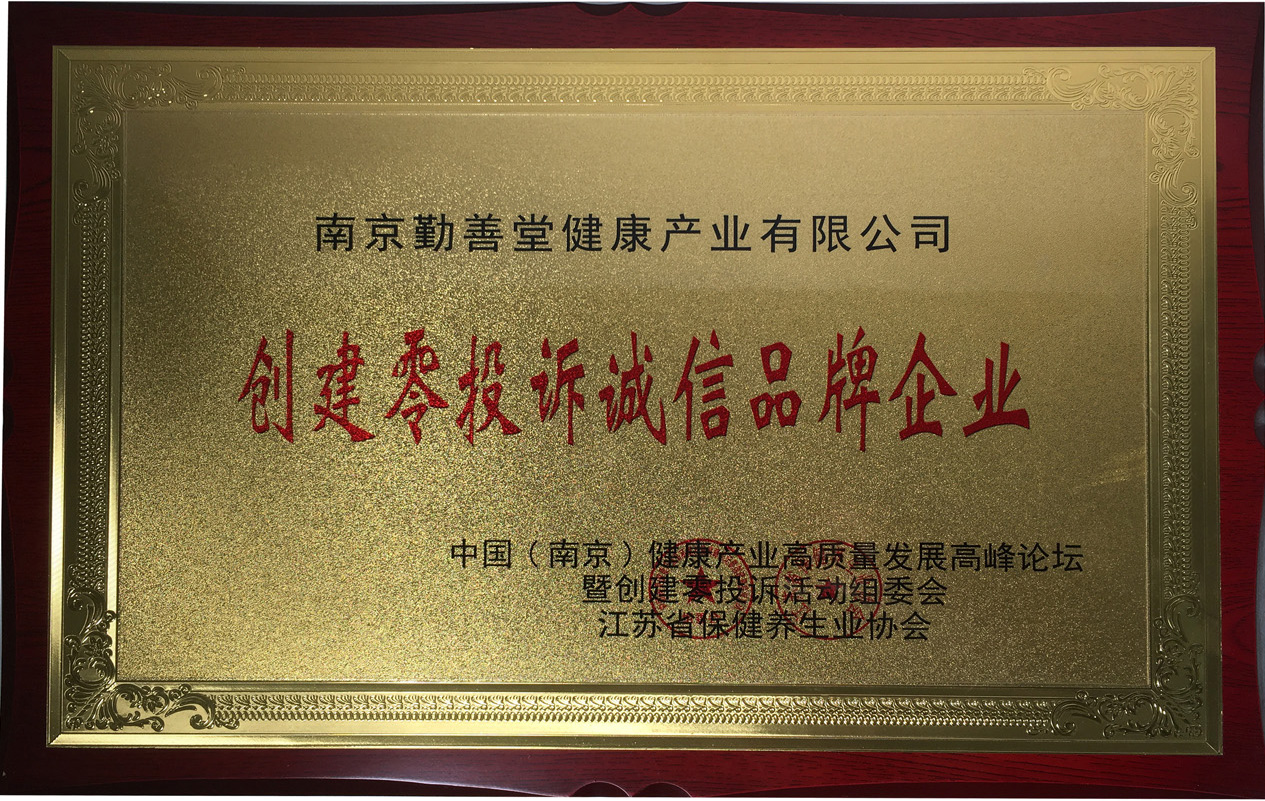 南京勤善堂健康产业有限公司
创建零投诉诚信品牌企业
中国（南京）健康产业高质量发展高峰论坛
暨创建零投诉活动组委会
江苏省保健养生业协会